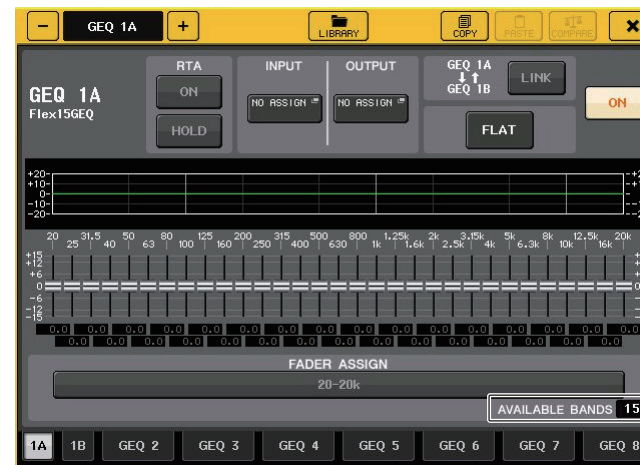 − GEQ 1A + LIBRARY COPY PASTE COMPARE ×
GEQ 1A
Flex15GEQ
RTA
ON
HOLD
INPUT
NO ASSIGN
OUTPUT
NO ASSIGN
GEQ 1A
GEQ 1B
LINK
FLAT
ON
+20
+10
0
-10
-20
20 31.5 50 80 125 200 315 500 800 1.25k 2k 3.15k 5k 8k 12.5k 20k
25 40 63 100 160 250 400 630 1k 1.6k 2.5k 4k 6.3k 10k 16k
+15
+12
+6
0
-6
-12
-15
0.0 0.0 0.0 0.0 0.0 0.0 0.0 0.0 0.0 0.0 0.0 0.0 0.0 0.0 0.0 0.0
0.0 0.0 0.0 0.0 0.0 0.0 0.0 0.0 0.0 0.0 0.0 0.0 0.0 0.0 0.0
FADER ASSIGN
20-20k
AVAILABLE BANDS 15
1A 1B GEQ 2 GEQ 3 GEQ 4 GEQ 5 GEQ 6 GEQ 7 GEQ 8